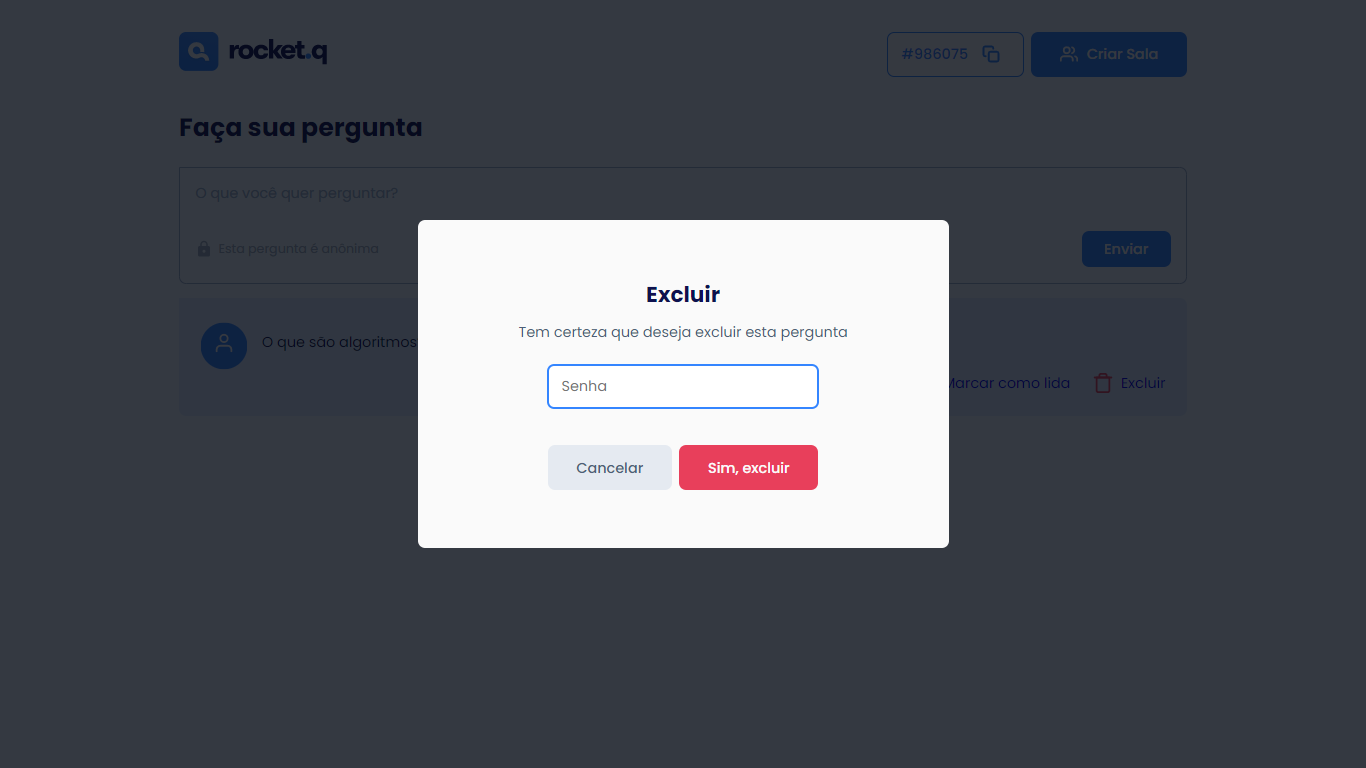 rocket.q
#986075
Criar Sala
Faça sua pergunta
O que você quer perguntar?
Esta pergunta é anônima
Enviar
O que são algoritmos
Marcar como lida
Excluir
Excluir
Tem certeza que deseja excluir esta pergunta
Senha
Cancelar
Sim, excluir